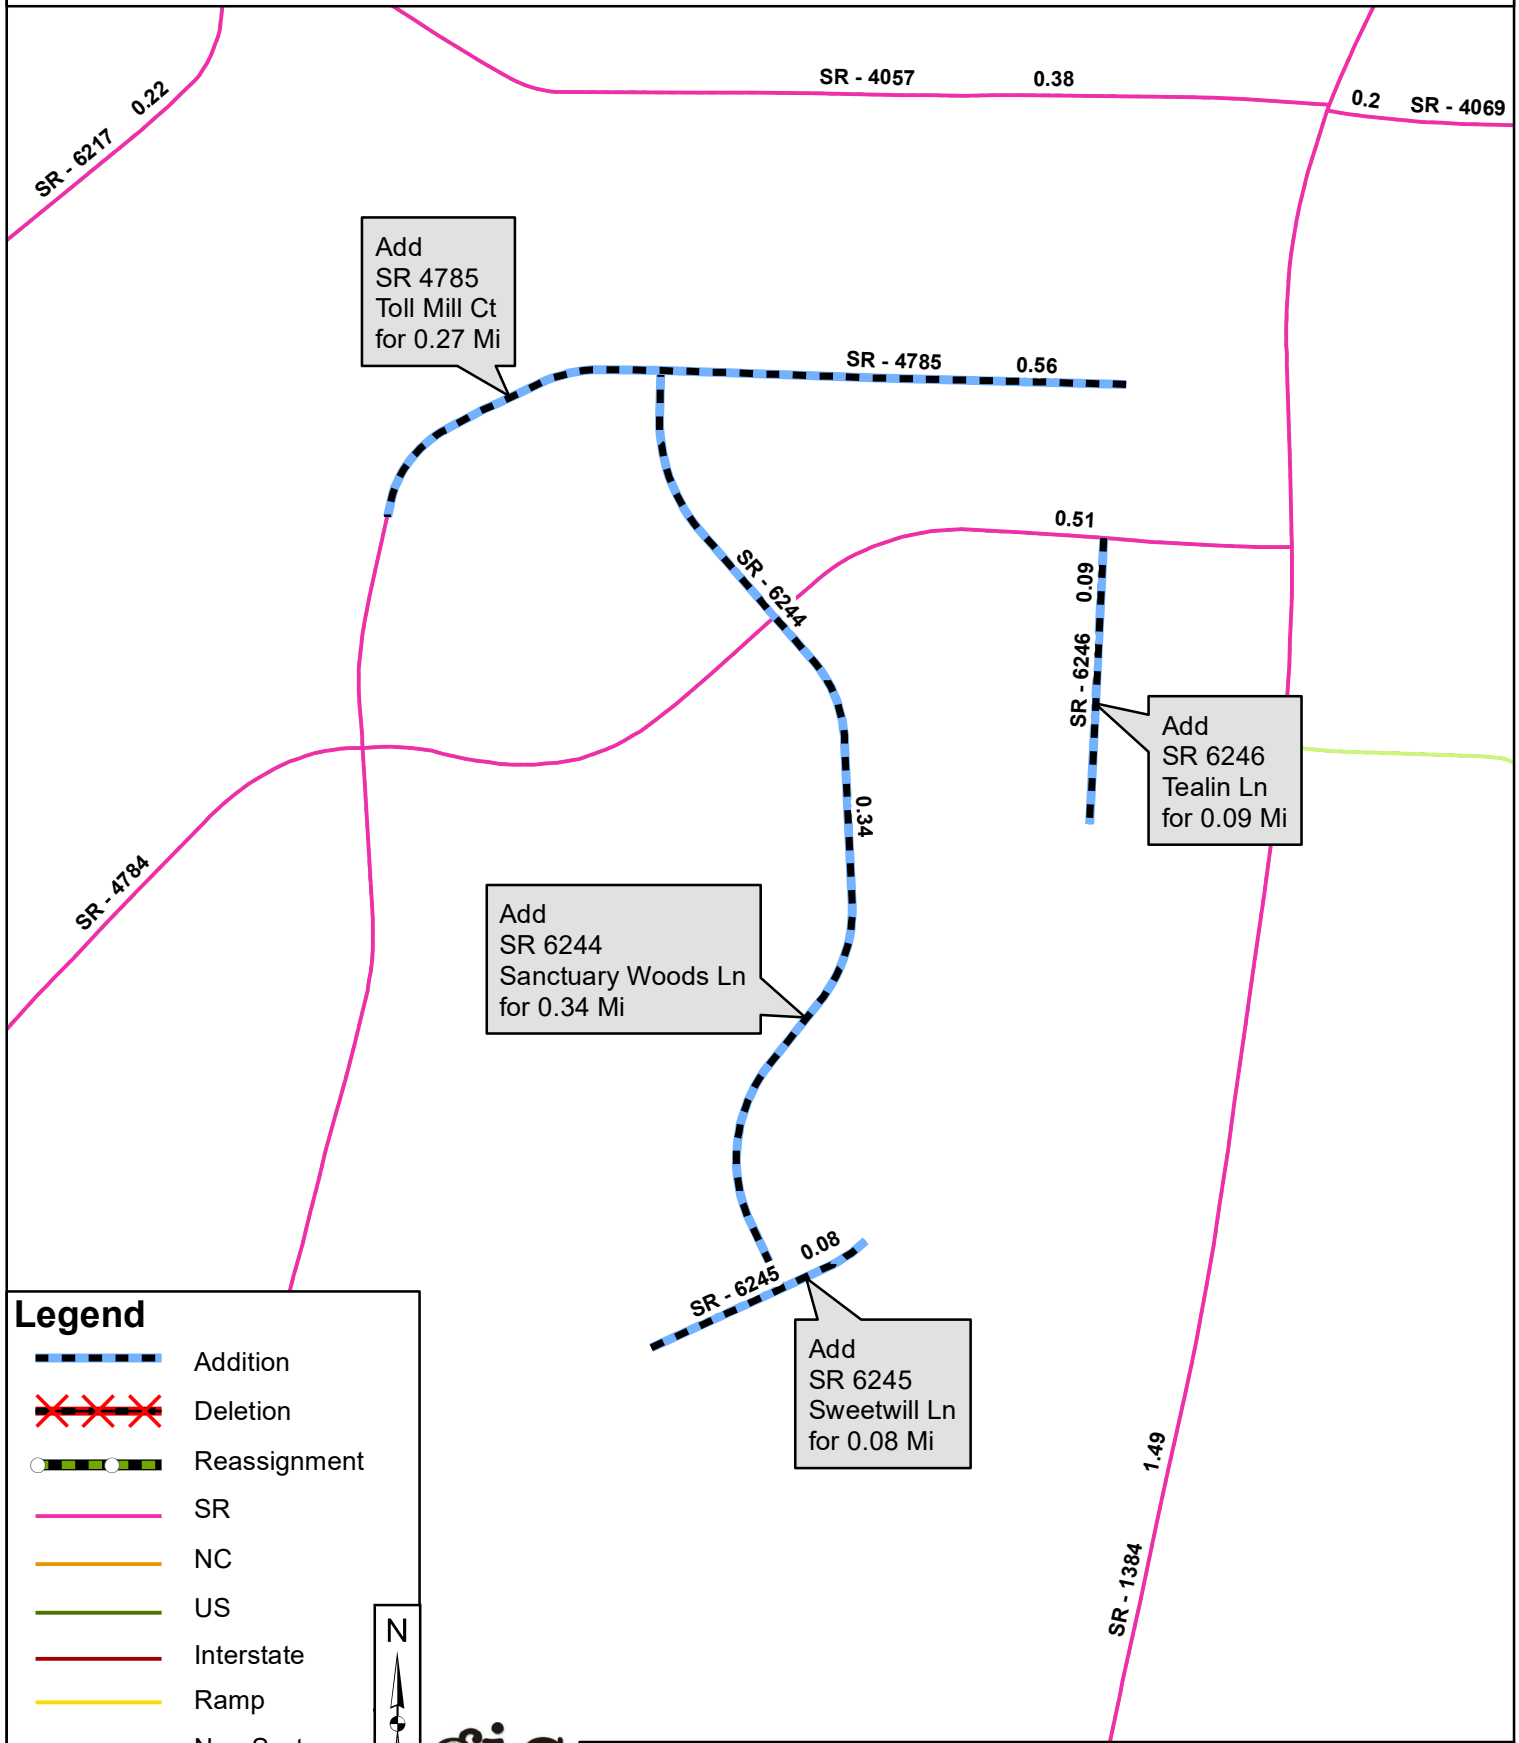 SR - 4057 0.38
0.2 SR - 4069
0.22
SR - 6217
Add
SR 4785
Toll Mill Ct
for 0.27 Mi
SR - 4785 0.56
0.51
SR - 6244
0.09
SR - 6246
Add
SR 6246
Tealin Ln
for 0.09 Mi
0.34
SR - 4784
Add
SR 6244
Sanctuary Woods Ln
for 0.34 Mi
0.08
SR - 6245
Add
SR 6245
Sweetwill Ln
for 0.08 Mi
1.49
SR - 1384
Legend
Addition
Deletion
Reassignment
SR
NC
US
Interstate
Ramp
N